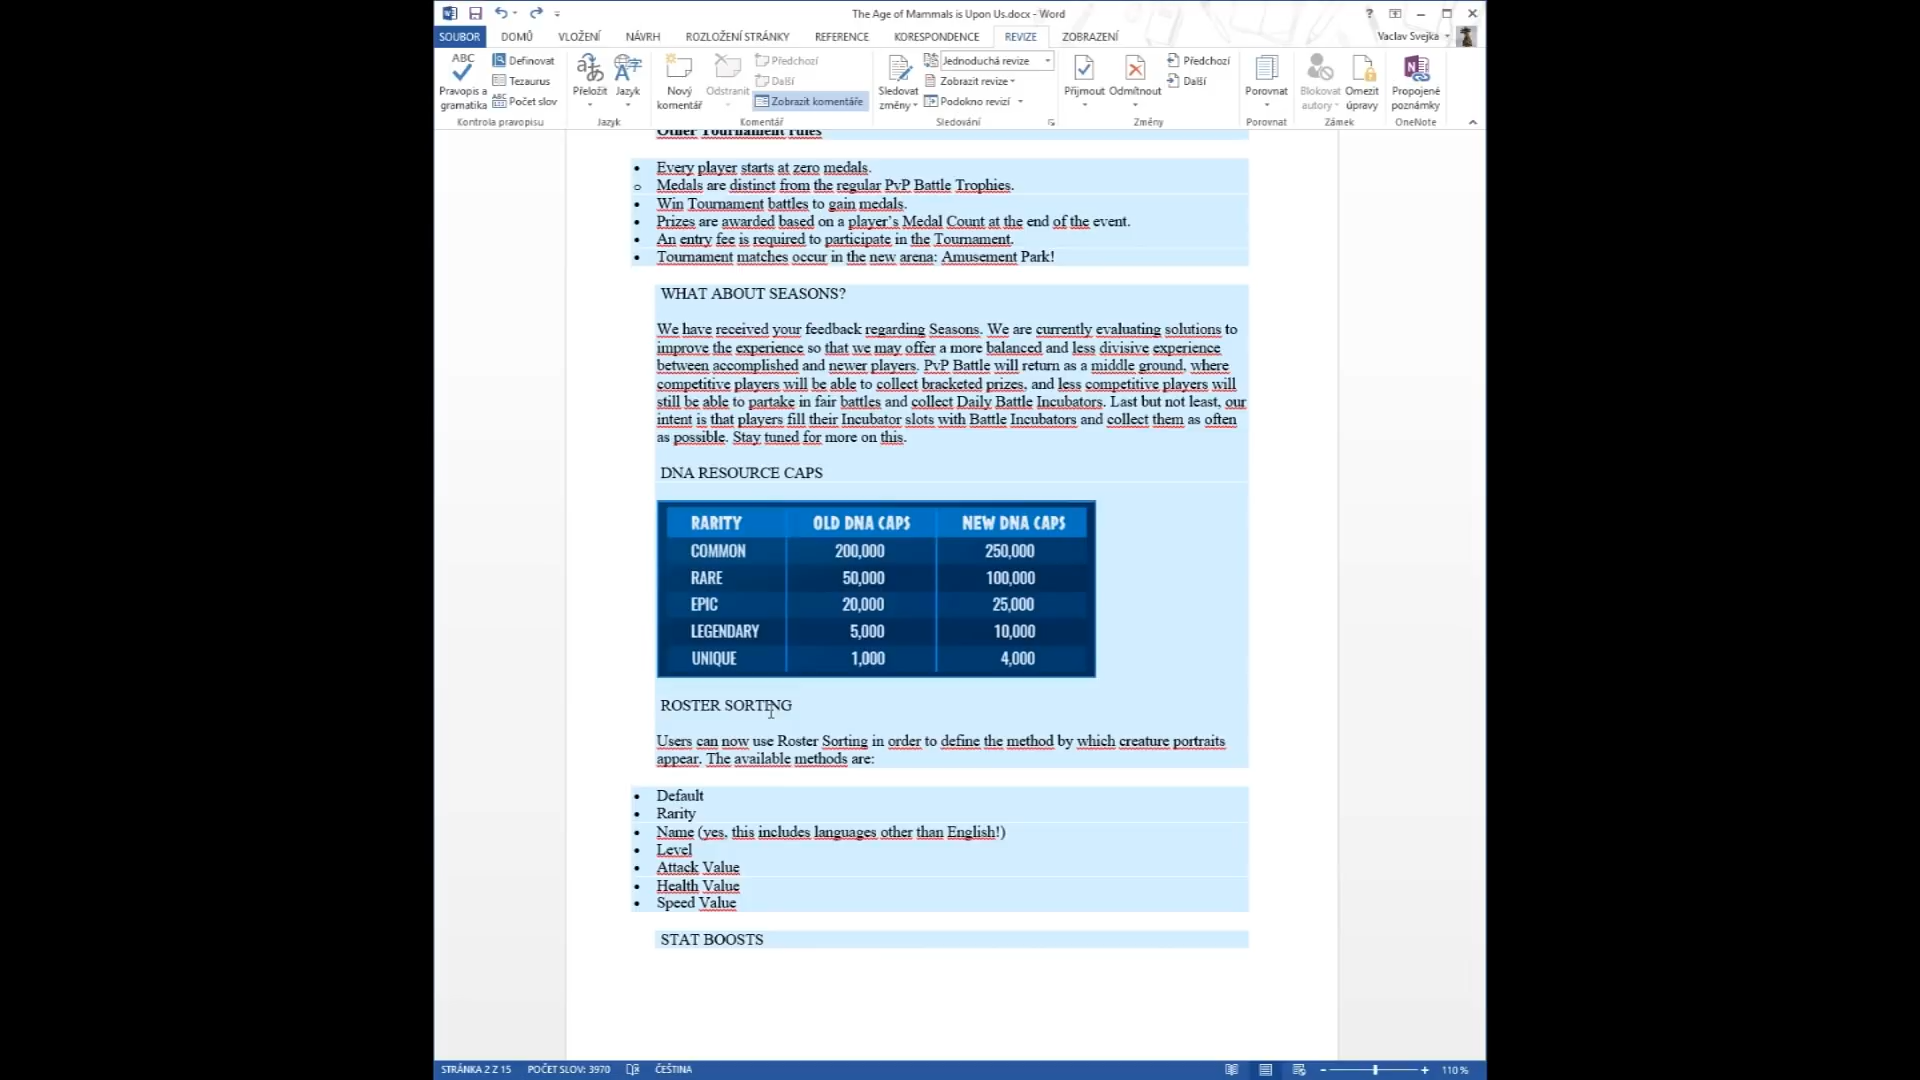 The Age of Mammals is Upon Us.docx - Word
SOUBOR DOMŮ VLOŽENÍ NÁVRH ROZLOŽENÍ STRÁNKY REFERENCE KORESPONDENCE REVIZE ZOBRAZENÍ Vaclav Svejka
ABC Pravopis a gramatika
Definovat
Tezaurus
ABC Počet slov
Kontrola pravopisu
Přeložit Jazyk
Jazyk
Nový komentář Odstranit
Předchozí
Další
Zobrazit komentáře
Komentář
Sledovat změny
Jednoduchá revize
Zobrazit revize
Podokno revizí
Sledování
Přijmout Odmítnout
Předchozí
Další
Změny
Porovnat
Porovnat
Blokovat autory Omezit úpravy
Zámek
Propojené poznámky
OneNote
Other Tournament rules
• Every player starts at zero medals.
o Medals are distinct from the regular PvP Battle Trophies.
• Win Tournament battles to gain medals.
• Prizes are awarded based on a player’s Medal Count at the end of the event.
• An entry fee is required to participate in the Tournament.
• Tournament matches occur in the new arena: Amusement Park!
WHAT ABOUT SEASONS?
We have received your feedback regarding Seasons. We are currently evaluating solutions to
improve the experience so that we may offer a more balanced and less divisive experience
between accomplished and newer players. PvP Battle will return as a middle ground, where
competitive players will be able to collect bracketed prizes, and less competitive players will
still be able to partake in fair battles and collect Daily Battle Incubators. Last but not least, our
intent is that players fill their Incubator slots with Battle Incubators and collect them as often
as possible. Stay tuned for more on this.
DNA RESOURCE CAPS
RARITY OLD DNA CAPS NEW DNA CAPS
COMMON 200,000 250,000
RARE 50,000 100,000
EPIC 20,000 25,000
LEGENDARY 5,000 10,000
UNIQUE 1,000 4,000
ROSTER SORTING
Users can now use Roster Sorting in order to define the method by which creature portraits
appear. The available methods are:
• Default
• Rarity
• Name (yes, this includes languages other than English!)
• Level
• Attack Value
• Health Value
• Speed Value
STAT BOOSTS
STRÁNKA 2 Z 15 POČET SLOV: 3970 ČEŠTINA 110 %